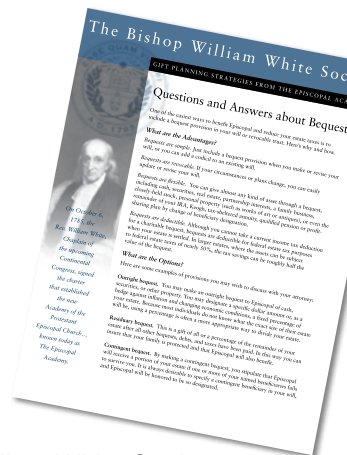 The Bishop William White Soc
GIFT PLANNING STRATEGIES FROM THE EPISCOPAL ACA
Questions and Answers about Bequest
One of the easiest ways to benefit Episcopal and reduce your estate taxes is to
include a bequest provision in your will or revocable trust. Here's why and how.
What are the Advantages?
Bequests are simple. Just include a bequest provision when you make or revise your
will, or you can add a codicil to an existing will.
Bequests are revocable. If your circumstances or plans change, you can easily
update or revise your will.
Bequests are flexible. You can give almost any kind of asset through a bequest,
including cash, securities, real estate, partnership interests, a family business,
closely-held stock, personal property (such as works of art or antiques), or even the
remainder of your IRA, Keogh, tax-sheltered annuity, qualified pension or profit-
sharing plan by change of beneficiary designation.
Bequests are deductible. Although you cannot take a current income tax deduction
for a charitable bequest, bequests are deductible for federal estate tax purposes
when your estate is settled. In larger estates, where the assets can be subject
to federal estate taxes of nearly 50%, the tax savings can be roughly half the
value of the bequest.
What are the Options?
Here are some examples of provisions you may wish to discuss with your attorney:
Outright bequest. You may make an outright bequest to Episcopal of cash,
securities, or other property. You may designate a specific dollar amount or, as a
hedge against inflation and changing economic conditions, a fixed percentage of
your estate. Because most individuals do not know what the exact size of their estate
will be, using a percentage is often a more appropriate way to divide your estate.
Residuary bequest. This is a gift of all or a percentage of the remainder of your
estate after all other bequests, debts, and taxes have been paid. In this way you can
assure that your family is protected and that Episcopal will also benefit.
Contingent bequest. By making a contingent bequest, you stipulate that Episcopal
will receive a portion of your estate if one or more of your named beneficiaries fails
to survive you. It is always desirable to specify a contingent beneficiary in your will,
and Episcopal will be honored to be so designated.
On October 6,
1784, the
Rev. William White,
Chaplain of
the upcoming
Continental
Congress, signed
the charter
that established
the new
Academy of the
Protestant
Episcopal Church...
known today as
The Episcopal
Academy.